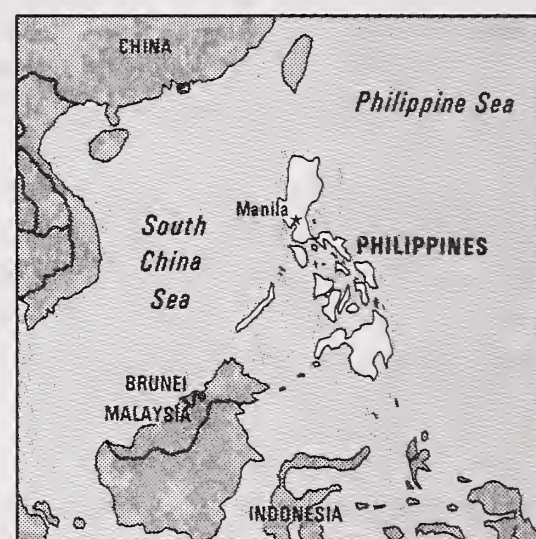 CHINA
Philippine Sea
Manila
South
China
Sea
PHILIPPINES
BRUNEI
MALAYSIA
INDONESIA